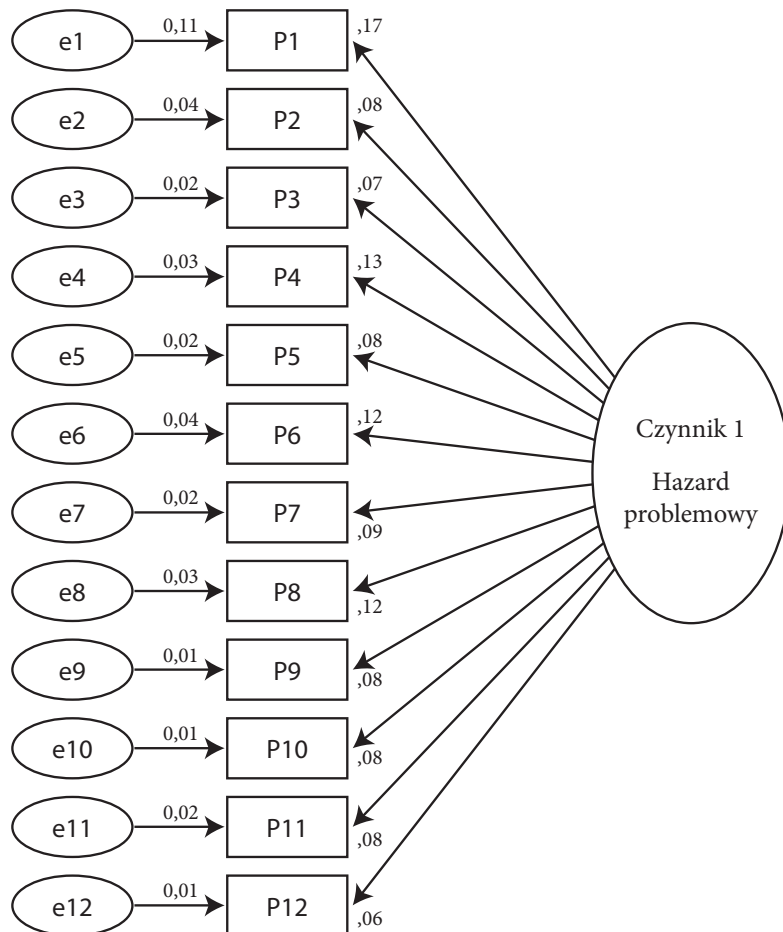 e1 0,11 P1 ,17
e2 0,04 P2 ,08
e3 0,02 P3 ,07
e4 0,03 P4 ,13
e5 0,02 P5 ,08
e6 0,04 P6 ,12
e7 0,02 P7 ,09
e8 0,03 P8 ,12
e9 0,01 P9 ,08
e10 0,01 P10 ,08
e11 0,02 P11 ,08
e12 0,01 P12 ,06
Czynnik 1
Hazard
problemowy